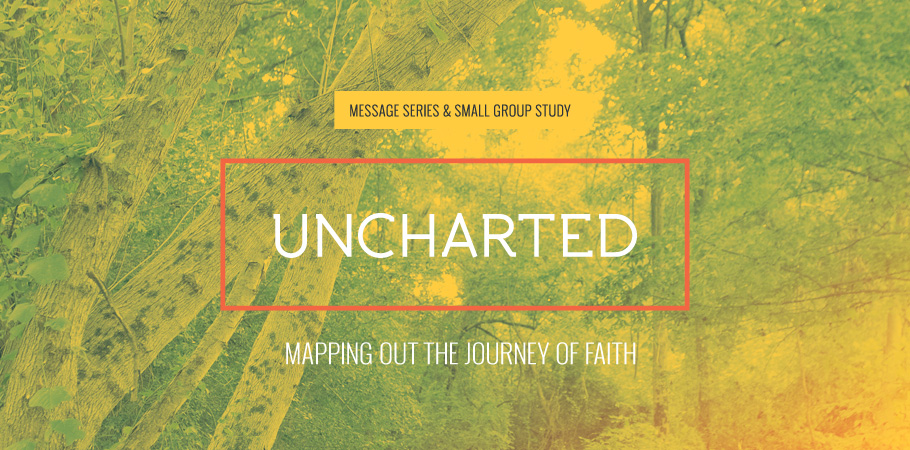 MESSAGE SERIES & SMALL GROUP STUDY
UNCHARTED
MAPPING OUT THE JOURNEY OF FAITH